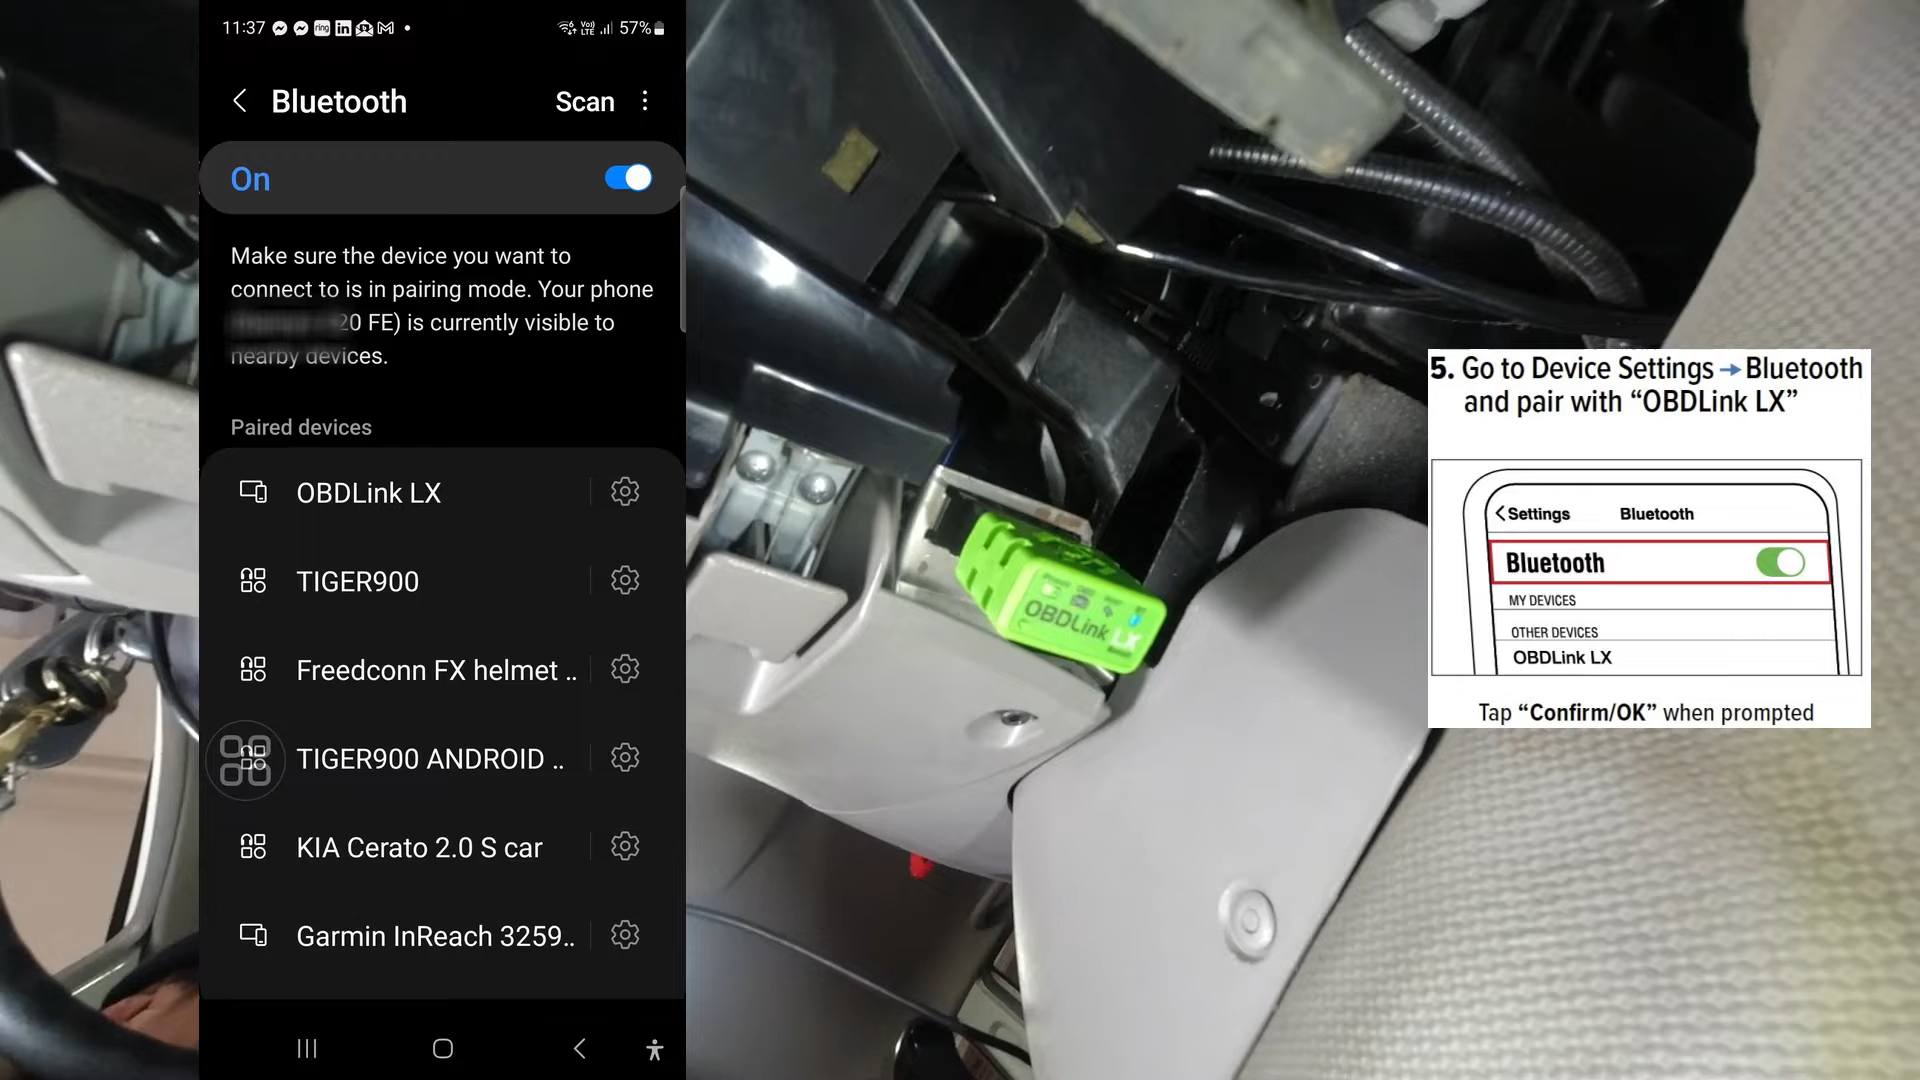 11:37
57%
Bluetooth
Scan
On
Make sure the device you want to
connect to is in pairing mode. Your phone
20 FE) is currently visible to
nearby devices.
Paired devices
OBDLink LX
TIGER900
Freedconn FX helmet ..
TIGER900 ANDROID ..
KIA Cerato 2.0 S car
Garmin InReach 3259..
OBDLink LX
5. Go to Device Settings → Bluetooth
and pair with “OBDLink LX”
Settings
Bluetooth
Bluetooth
MY DEVICES
OTHER DEVICES
OBDLink LX
Tap “Confirm/OK” when prompted